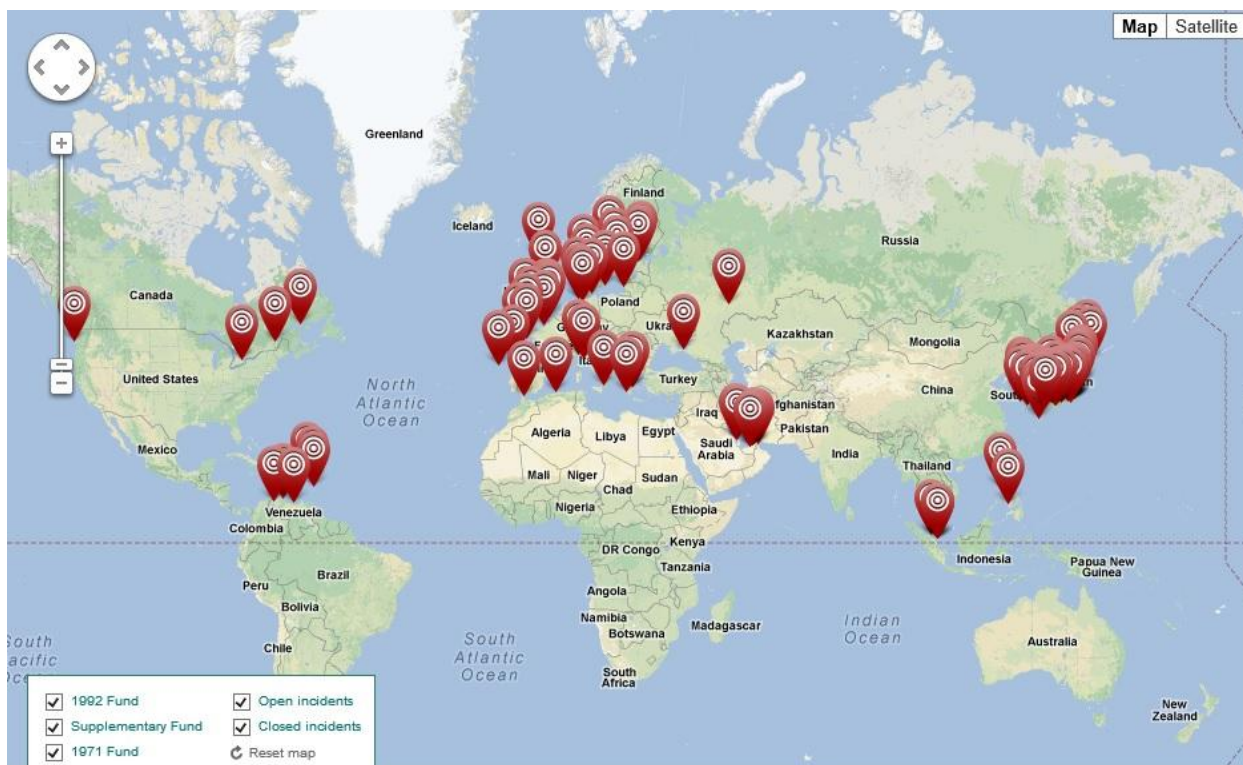 Map Satellite
Greenland
Finland
Iceland
Russia
Canada
Poland
Ukra
Kazakhstan
Mongolia
United States
North
Atlantic
Ocean
Turkey
China
South
Iraq
fghanistan
Algeria
Libya
Egypt
Saudi
Arabia
Pakistan
India
Mexico
Mali
Niger
Chad
Sudan
Thailand
Nigeria
Ethiopia
Venezuela
Colombia
DR Congo
Kenya
Tanzania
Indonesia
Papua New
Guinea
Peru
Brazil
Bolivia
Angola
Namibia
Botswana
Madagascar
Indian
Ocean
Australia
Chile
South
acific
South
Atlantic
Ocean
South
Africa
New
Zealand
1992 Fund
Open incidents
Supplementary Fund
Closed incidents
1971 Fund
Reset map